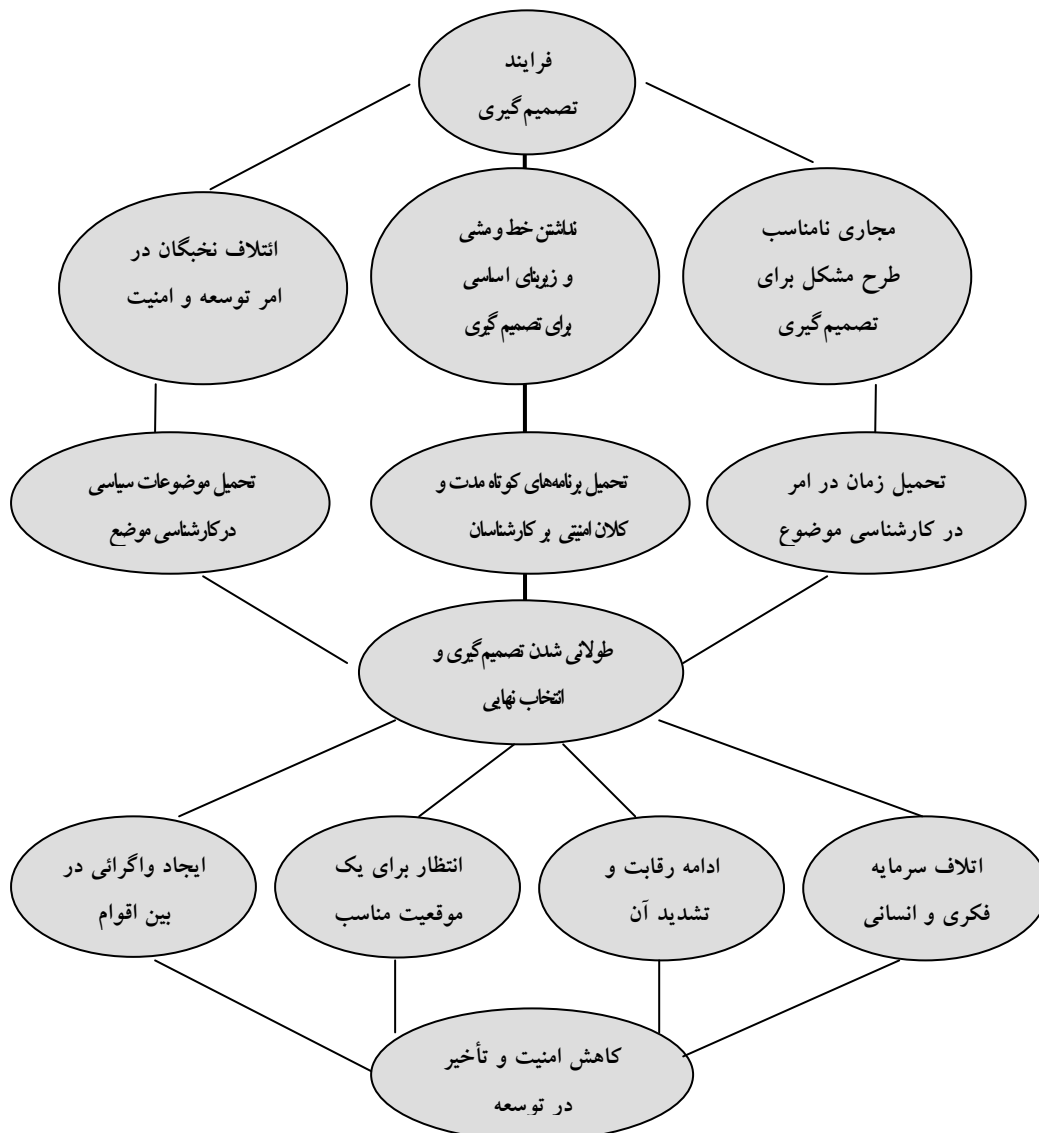 فرایند
تصمیم‌گیری
مجاری نامناسب
طرح مشکل برای
تصمیم‌گیری
نداشتن خط و مشی
و زیربنای اساسی
برای تصمیم گیری
ائتلاف نخبگان در
امر توسعه و امنیت
تحمیل زمان در امر
در کارشناسی موضوع
تحمیل برنامه‌های کوتاه مدت و
کلان امنیتی بر کارشناسان
تحمیل موضوعات سیاسی
درکارشناسی موضع
طولانی شدن تصمیم‌گیری و
انتخاب نهایی
اتلاف سرمایه
فکری و انسانی
ادامه رقابت و
تشدید آن
انتظار برای یک
موقعیت مناسب
ایجاد واگرائی در
بین اقوام
کاهش امنیت و تأخیر
در توسعه